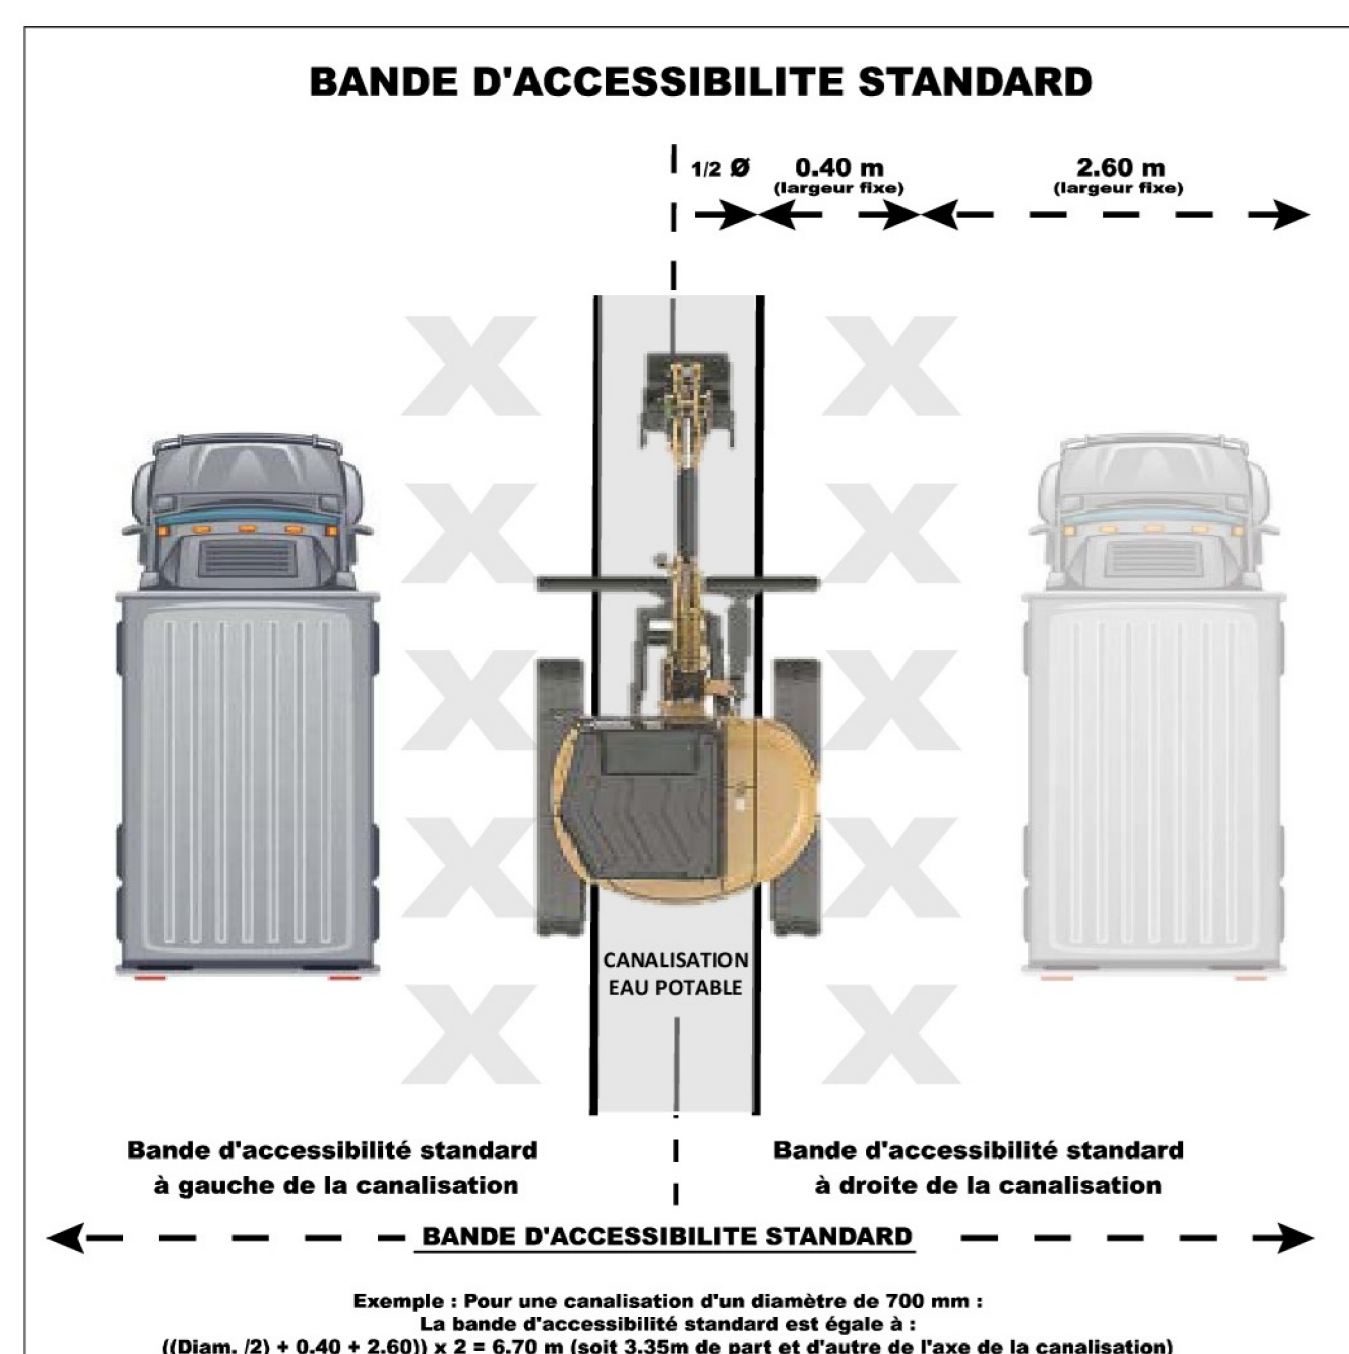 BANDE D'ACCESSIBILITE STANDARD
1/2 Ø 0.40 m 2.60 m
(largeur fixe) (largeur fixe)
X X
X X
X X
X X
CANALISATION
EAU POTABLE
X X
Bande d'accessibilité standard Bande d'accessibilité standard
à gauche de la canalisation à droite de la canalisation
BANDE D'ACCESSIBILITE STANDARD
Exemple : Pour une canalisation d'un diamètre de 700 mm :
La bande d'accessibilité standard est égale à :
((Diam. /2) + 0.40 + 2.60)) x 2 = 6.70 m (soit 3.35m de part et d'autre de l'axe de la canalisation)